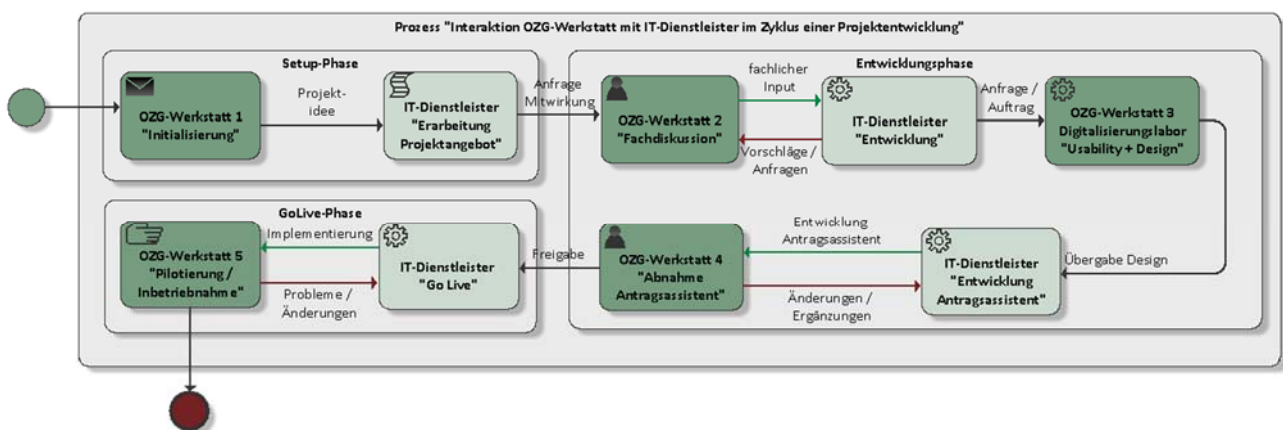 Prozess "Interaktion OZG-Werkstatt mit IT-Dienstleister im Zyklus einer Projektentwicklung"
Setup-Phase
OZG-Werkstatt 1
"Initialisierung"
Projekt-
idee
IT-Dienstleister
"Erarbeitung
Projektangebot"
Anfrage
Mitwirkung
Entwicklungsphase
OZG-Werkstatt 2
"Fachdiskussion"
fachlicher
Input
Vorschläge /
Anfragen
IT-Dienstleister
"Entwicklung"
Anfrage /
Auftrag
OZG-Werkstatt 3
Digitalisierungslabor
"Usability + Design"
Übergabe Design
IT-Dienstleister
"Entwicklung
Antragsassistent"
Entwicklung
Antragsassistent
Änderungen /
Ergänzungen
OZG-Werkstatt 4
"Abnahme
Antragsassistent"
Freigabe
GoLive-Phase
IT-Dienstleister
"Go Live"
Implementierung
Probleme /
Änderungen
OZG-Werkstatt 5
"Pilotierung /
Inbetriebnahme"